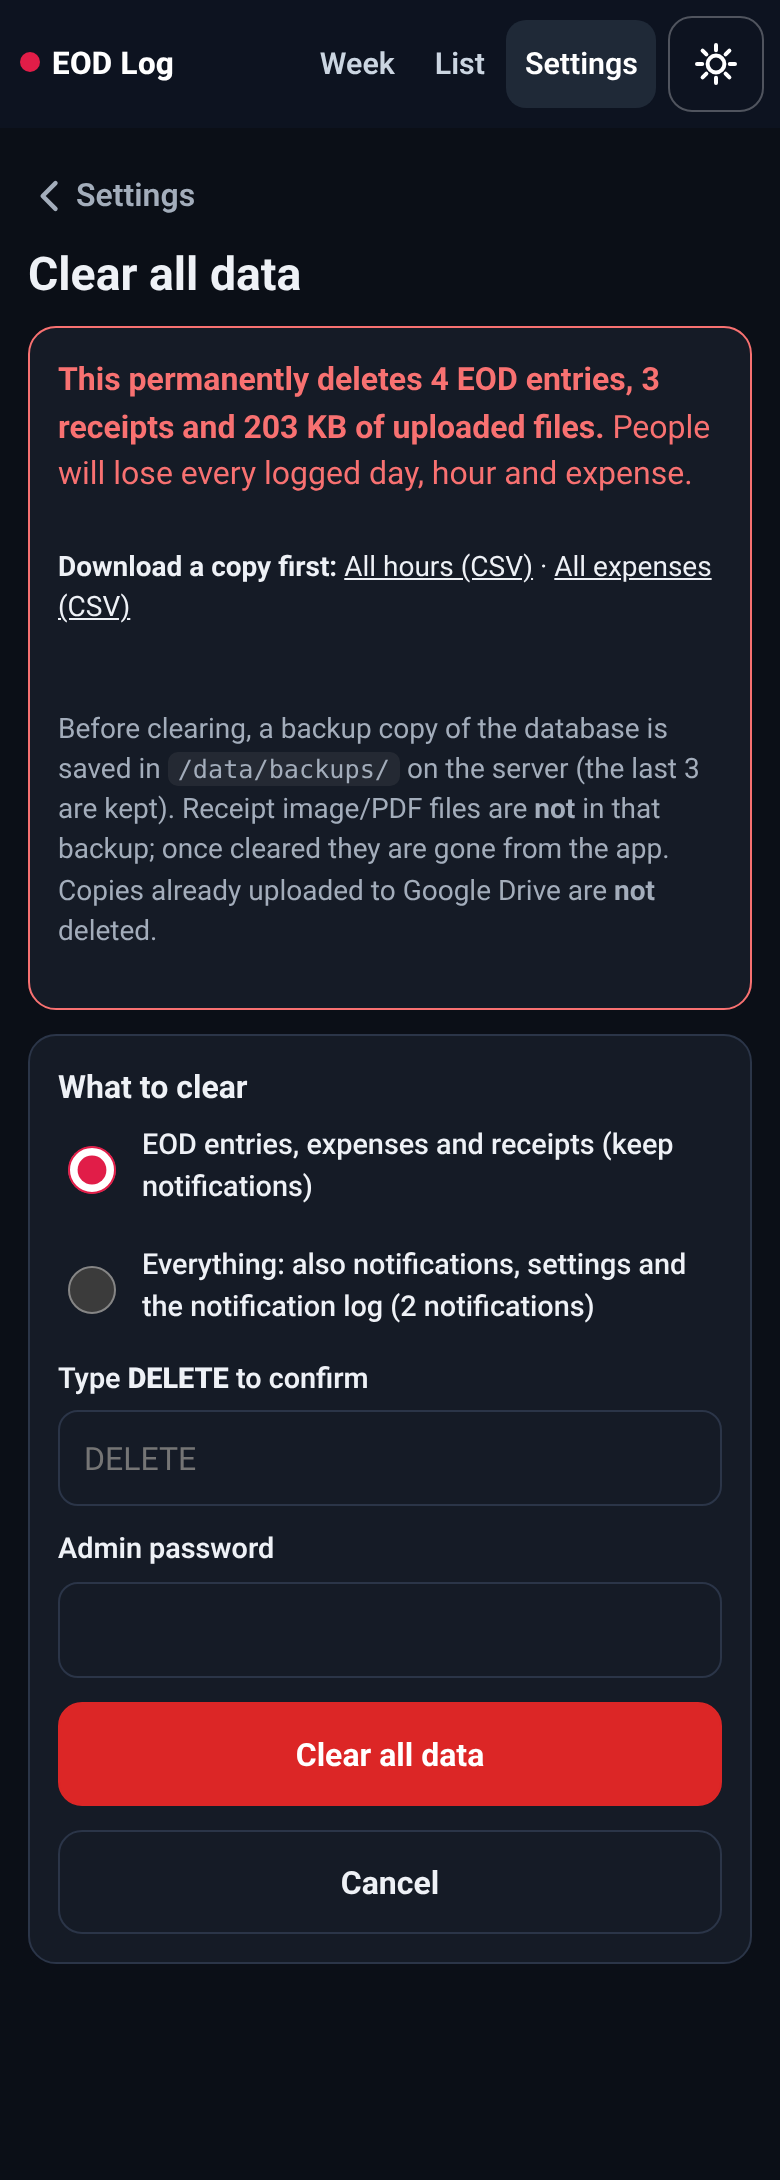 EOD Log
Week
List
Settings
Settings
Clear all data
This permanently deletes 4 EOD entries, 3
receipts and 203 KB of uploaded files. People
will lose every logged day, hour and expense.
Download a copy first: All hours (CSV) · All expenses
(CSV)
Before clearing, a backup copy of the database is
saved in /data/backups/ on the server (the last 3
are kept). Receipt image/PDF files are not in that
backup; once cleared they are gone from the app.
Copies already uploaded to Google Drive are not
deleted.
What to clear
EOD entries, expenses and receipts (keep
notifications)
Everything: also notifications, settings and
the notification log (2 notifications)
Type DELETE to confirm
DELETE
Admin password
Clear all data
Cancel